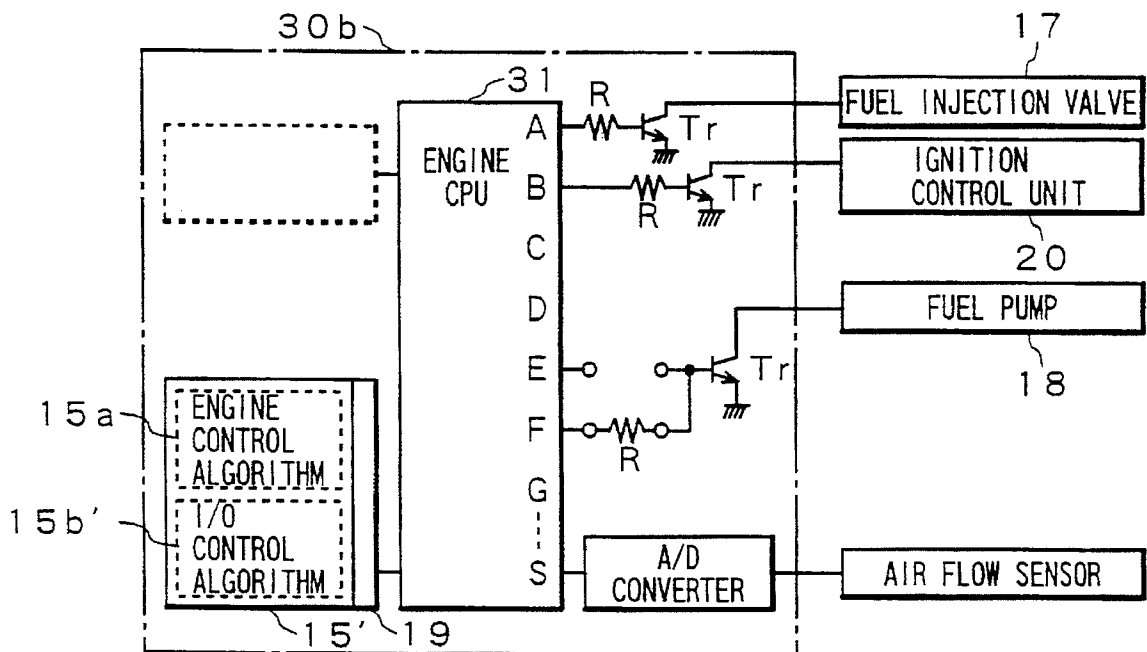 30b
17
31
FUEL INJECTION VALVE
A
R
Tr
ENGINE
CPU
IGNITION
CONTROL UNIT
B
R
Tr
20
C
D
FUEL PUMP
18
E
Tr
F
R
15a
ENGINE
CONTROL
ALGORITHM
G
15b'
I/O
CONTROL
ALGORITHM
S
A/D
CONVERTER
AIR FLOW SENSOR
15'
19